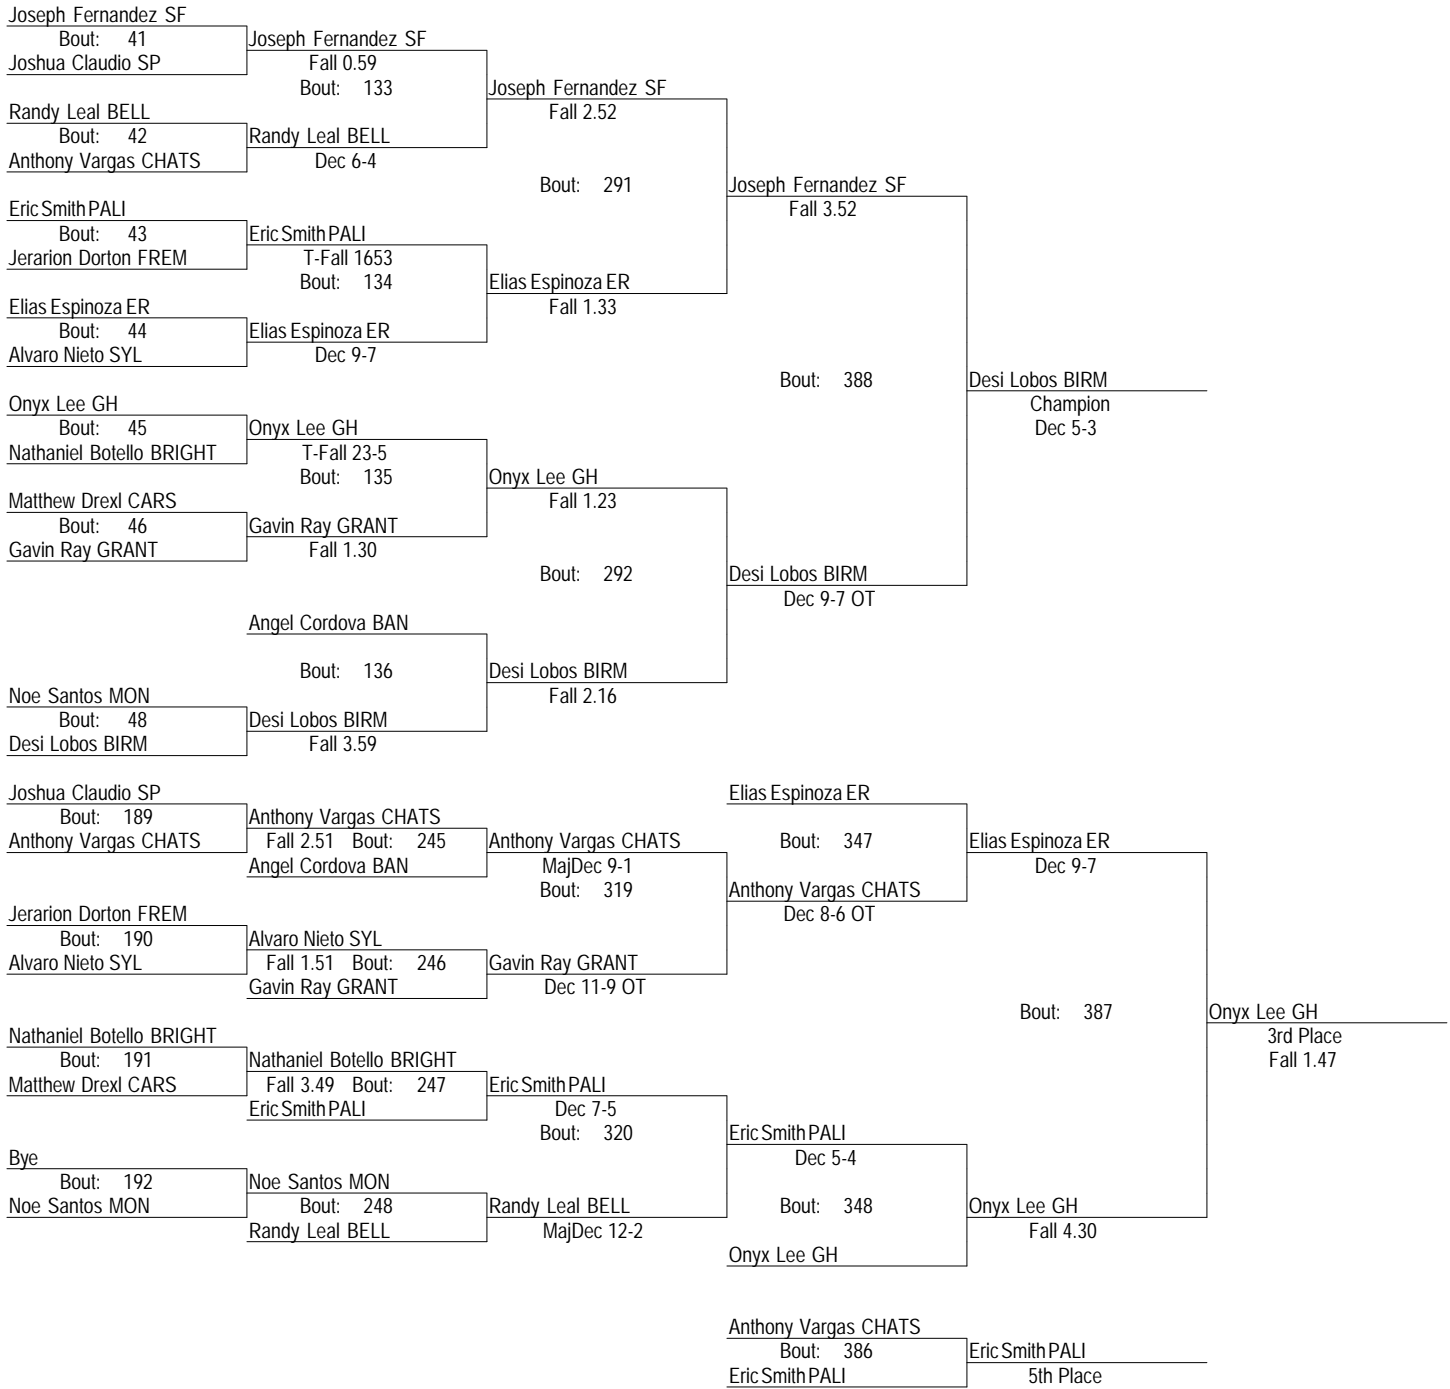 Joseph Fernandez SF
Bout: 41
Joshua Claudio SP
Joseph Fernandez SF
Fall 0.59
Bout: 133
Randy Leal BELL
Bout: 42
Anthony Vargas CHATS
Randy Leal BELL
Dec 6-4
Joseph Fernandez SF
Fall 2.52
Bout: 291
Eric Smith PALI
Bout: 43
Jerarion Dorton FREM
Eric Smith PALI
T-Fall 1653
Bout: 134
Elias Espinoza ER
Bout: 44
Alvaro Nieto SYL
Elias Espinoza ER
Dec 9-7
Elias Espinoza ER
Fall 1.33
Joseph Fernandez SF
Fall 3.52
Bout: 388
Onyx Lee GH
Bout: 45
Nathaniel Botello BRIGHT
Onyx Lee GH
T-Fall 23-5
Bout: 135
Matthew Drexl CARS
Bout: 46
Gavin Ray GRANT
Gavin Ray GRANT
Fall 1.30
Onyx Lee GH
Fall 1.23
Bout: 292
Angel Cordova BAN
Bout: 136
Noe Santos MON
Bout: 48
Desi Lobos BIRM
Desi Lobos BIRM
Fall 3.59
Desi Lobos BIRM
Fall 2.16
Desi Lobos BIRM
Dec 9-7 OT
Desi Lobos BIRM
Champion
Dec 5-3
Joshua Claudio SP
Bout: 189
Anthony Vargas CHATS
Anthony Vargas CHATS
Fall 2.51 Bout: 245
Angel Cordova BAN
Anthony Vargas CHATS
MajDec 9-1
Bout: 319
Jerarion Dorton FREM
Bout: 190
Alvaro Nieto SYL
Alvaro Nieto SYL
Fall 1.51 Bout: 246
Gavin Ray GRANT
Gavin Ray GRANT
Dec 11-9 OT
Elias Espinoza ER
Bout: 347
Anthony Vargas CHATS
Dec 8-6 OT
Elias Espinoza ER
Dec 9-7
Bout: 387
Nathaniel Botello BRIGHT
Bout: 191
Matthew Drexl CARS
Nathaniel Botello BRIGHT
Fall 3.49 Bout: 247
Eric Smith PALI
Eric Smith PALI
Dec 7-5
Bout: 320
Bye
Bout: 192
Noe Santos MON
Noe Santos MON
Bout: 248
Randy Leal BELL
Randy Leal BELL
MajDec 12-2
Eric Smith PALI
Dec 5-4
Bout: 348
Onyx Lee GH
Onyx Lee GH
Fall 4.30
Onyx Lee GH
3rd Place
Fall 1.47
Anthony Vargas CHATS
Bout: 386
Eric Smith PALI
Eric Smith PALI
5th Place